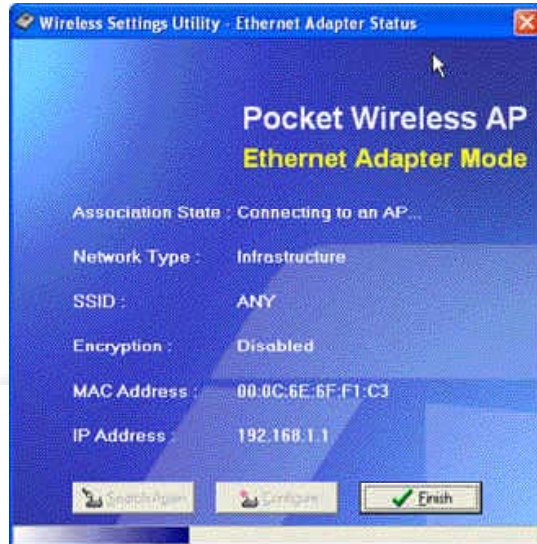 Wireless Settings Utility - Ethernet Adapter Status
Pocket Wireless AP
Ethernet Adapter Mode
Association State : Connecting to an AP...
Network Type : Infrastructure
SSID : ANY
Encryption : Disabled
MAC Address : 00:0C:6E:6F:F1:C3
IP Address : 192.168.1.1
Search Again Configure Finish